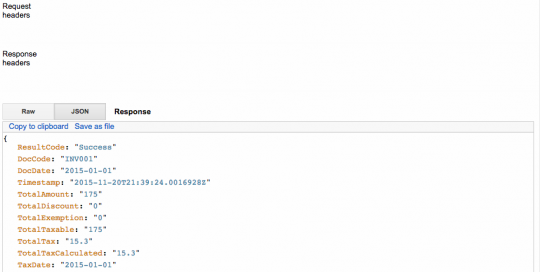 Request
headers
Response
headers
Raw JSON Response
Copy to clipboard Save as file
{
ResultCode: "Success"
DocCode: "INV001"
DocDate: "2015-01-01"
Timestamp: "2015-11-20T21:39:24.0016928Z"
TotalAmount: "175"
TotalDiscount: "0"
TotalExemption: "0"
TotalTaxable: "175"
TotalTax: "15.3"
TotalTaxCalculated: "15.3"
TaxDate: "2015-01-01"